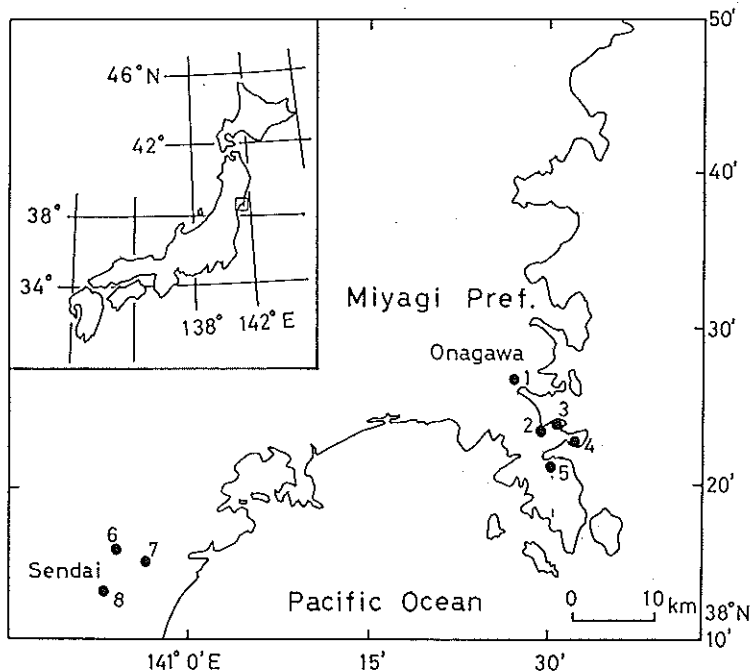 50'
46°N
42°
40'
38°
34°
Miyagi Pref.
138°
142°E
30'
Onagawa
1
3
2
4
5
20'
6
7
Sendai
8
Pacific Ocean
0 10 km
38°N
10'
141°0'E
15'
30'